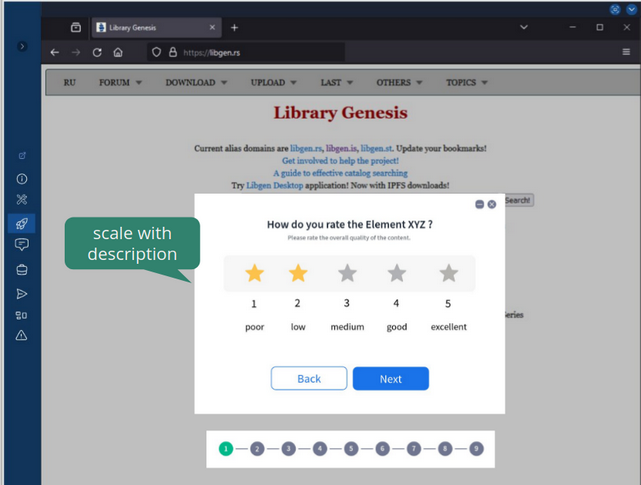 Library Genesis
https://libgen.rs
RU FORUM DOWNLOAD UPLOAD LAST OTHERS TOPICS
Library Genesis
Current alias domains are libgen.rs, libgen.is, libgen.st. Update your bookmarks!
Get involved to help the project!
A guide to effective catalog searching
Try Libgen Desktop application! Now with IPFS downloads!
Search!
scale with
description
How do you rate the Element XYZ ?
Please rate the overall quality of the content.
1 2 3 4 5
poor low medium good excellent
eries
Back Next
1 2 3 4 5 6 7 8 9